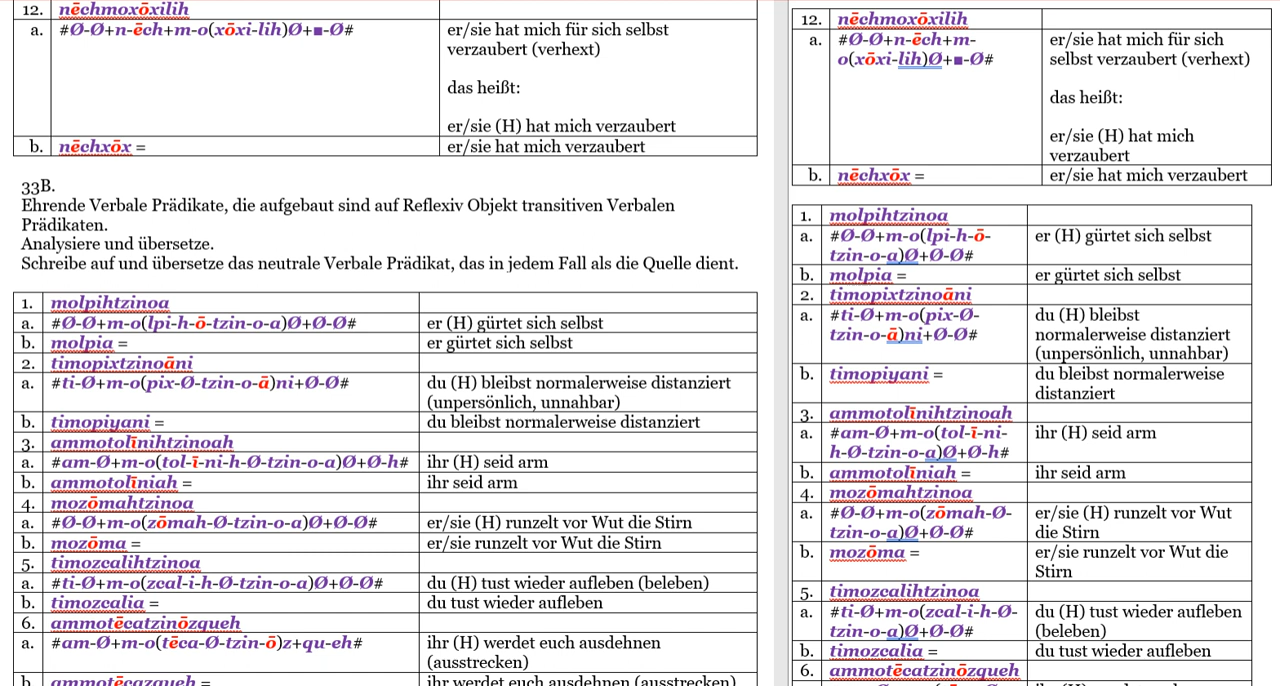 12. nēchmoxōxilih
a. #Ø-Ø+n-ēch+m-o(xōxi-lih)Ø+■-Ø# er/sie hat mich für sich selbst
verzaubert (verhext)
das heißt:
er/sie (H) hat mich verzaubert
b. nēchxōx = er/sie hat mich verzaubert
33B.
Ehrende Verbale Prädikate, die aufgebaut sind auf Reflexiv Objekt transitiven Verbalen
Prädikaten.
Analysiere und übersetze.
Schreibe auf und übersetze das neutrale Verbale Prädikat, das in jedem Fall als die Quelle dient.
1. molpihtzinoa
a. #Ø-Ø+m-o(lpi-h-ō-tzin-o-a)Ø+Ø-Ø# er (H) gürtet sich selbst
b. molpia = er gürtet sich selbst
2. timopixtzinoāni
a. #ti-Ø+m-o(pix-Ø-tzin-o-ā)ni+Ø-Ø# du (H) bleibst normalerweise distanziert
(unpersönlich, unnahbar)
b. timopiyani = du bleibst normalerweise distanziert
3. ammotolīnihtzinoah
a. #am-Ø+m-o(tol-ī-ni-h-Ø-tzin-o-a)Ø+Ø-h# ihr (H) seid arm
b. ammotolīniah = ihr seid arm
4. mozōmahtzinoa
a. #Ø-Ø+m-o(zōmah-Ø-tzin-o-a)Ø+Ø-Ø# er/sie (H) runzelt vor Wut die Stirn
b. mozōma = er/sie runzelt vor Wut die Stirn
5. timozcalihtzinoa
a. #ti-Ø+m-o(zcal-i-h-Ø-tzin-o-a)Ø+Ø-Ø# du (H) tust wieder aufleben (beleben)
b. timozcalia = du tust wieder aufleben
6. ammotēcatzinōzqueh
a. #am-Ø+m-o(tēca-Ø-tzin-ō)z+qu-eh# ihr (H) werdet euch ausdehnen
(ausstrecken)
b. ammotēcazqueh = ihr werdet euch ausdehnen (ausstrecken)
12. nēchmoxōxilih
a. #Ø-Ø+n-ēch+m- er/sie hat mich für sich
o(xōxi-lih)Ø+■-Ø# selbst verzaubert (verhext)
das heißt:
er/sie (H) hat mich
verzaubert
b. nēchxōx = er/sie hat mich verzaubert
1. molpihtzinoa
a. #Ø-Ø+m-o(lpi-h-ō- er (H) gürtet sich selbst
tzin-o-a)Ø+Ø-Ø#
b. molpia = er gürtet sich selbst
2. timopixtzinoāni
a. #ti-Ø+m-o(pix-Ø- du (H) bleibst
tzin-o-ā)ni+Ø-Ø# normalerweise distanziert
(unpersönlich, unnahbar)
b. timopiyani = du bleibst normalerweise
distanziert
3. ammotolīnihtzinoah
a. #am-Ø+m-o(tol-ī-ni- ihr (H) seid arm
h-Ø-tzin-o-a)Ø+Ø-h#
b. ammotolīniah = ihr seid arm
4. mozōmahtzinoa
a. #Ø-Ø+m-o(zōmah-Ø- er/sie (H) runzelt vor Wut
tzin-o-a)Ø+Ø-Ø# die Stirn
b. mozōma = er/sie runzelt vor Wut die
Stirn
5. timozcalihtzinoa
a. #ti-Ø+m-o(zcal-i-h-Ø- du (H) tust wieder aufleben
tzin-o-a)Ø+Ø-Ø# (beleben)
b. timozcalia = du tust wieder aufleben
6. ammotēcatzinōzqueh